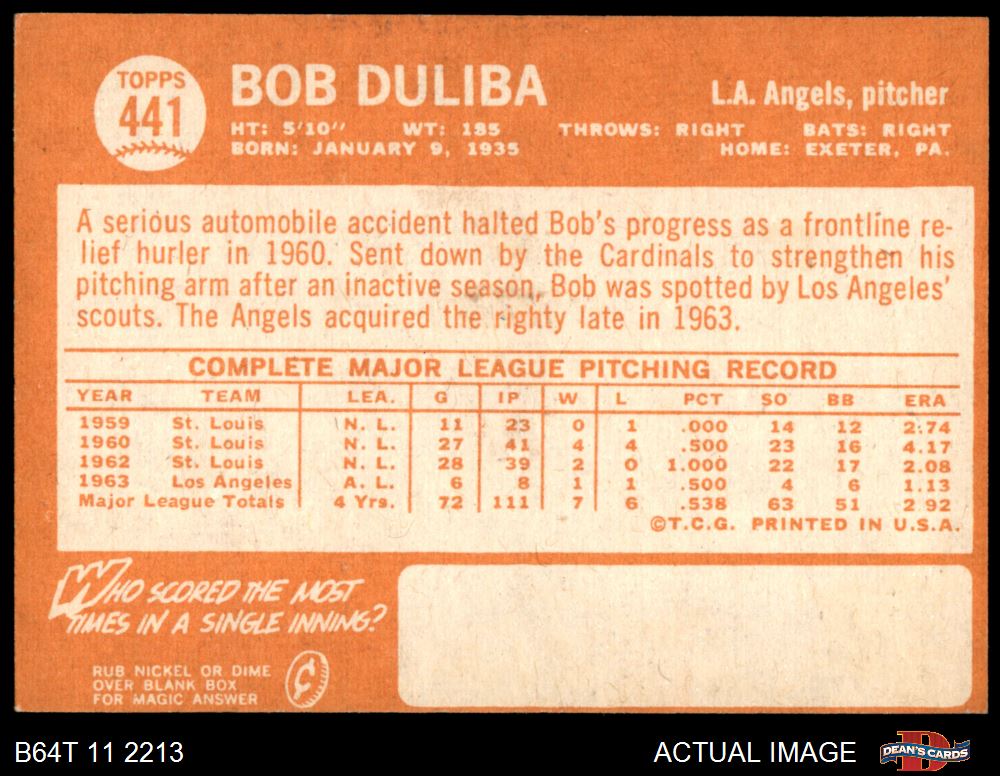 TOPPS
441
BOB DULIBA
L.A. Angels, pitcher
HT: 5'10" WT: 185 THROWS: RIGHT BATS: RIGHT
BORN: JANUARY 9, 1935 HOME: EXETER, PA.
A serious automobile accident halted Bob's progress as a frontline re-
lief hurler in 1960. Sent down by the Cardinals to strengthen his
pitching arm after an inactive season, Bob was spotted by Los Angeles'
scouts. The Angels acquired the righty late in 1963.
COMPLETE MAJOR LEAGUE PITCHING RECORD
YEAR TEAM LEA. G IP W L PCT SO BB ERA
1959 St. Louis N. L. 11 23 0 1 .000 14 12 2.74
1960 St. Louis N. L. 27 41 4 4 .500 23 16 4.17
1962 St. Louis N. L. 28 39 2 0 1.000 22 17 2.08
1963 Los Angeles A. L. 6 8 1 1 .500 4 6 1.13
Major League Totals 4 Yrs. 72 111 7 6 .538 63 51 2.92
©T.C.G. PRINTED IN U.S.A.
WHO SCORED THE MOST
TIMES IN A SINGLE INNING?
RUB NICKEL OR DIME
OVER BLANK BOX
FOR MAGIC ANSWER
¢
B64T 11 2213
ACTUAL IMAGE
D
DEAN'S CARDS